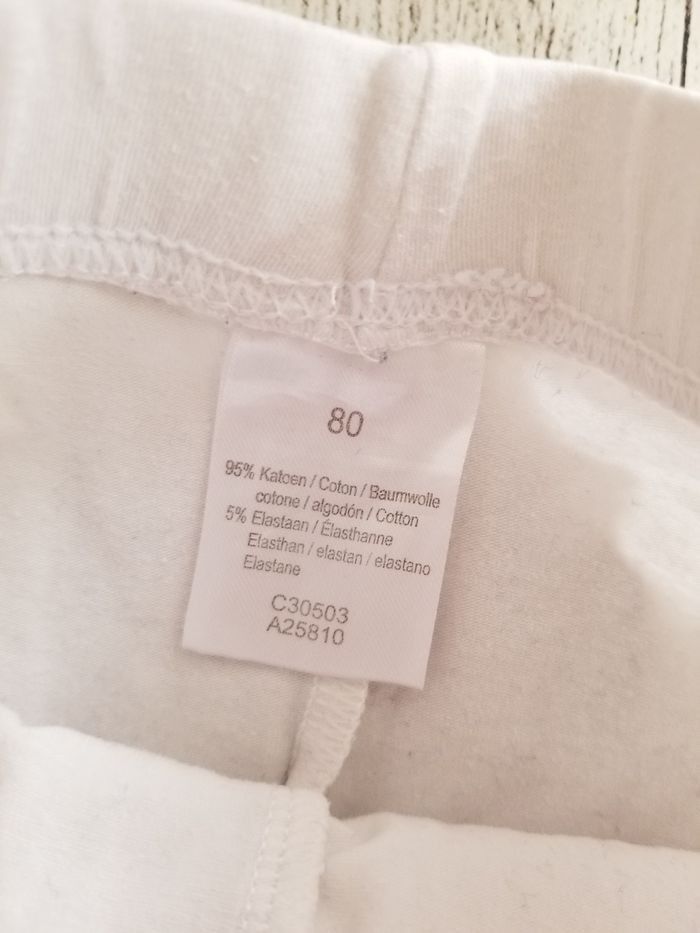 80
95% Katoen / Coton / Baumwolle
cotone / algodón / Cotton
5% Elastaan / Élasthanne
Elasthan / elastan / elastano
Elastane
C30503
A25810